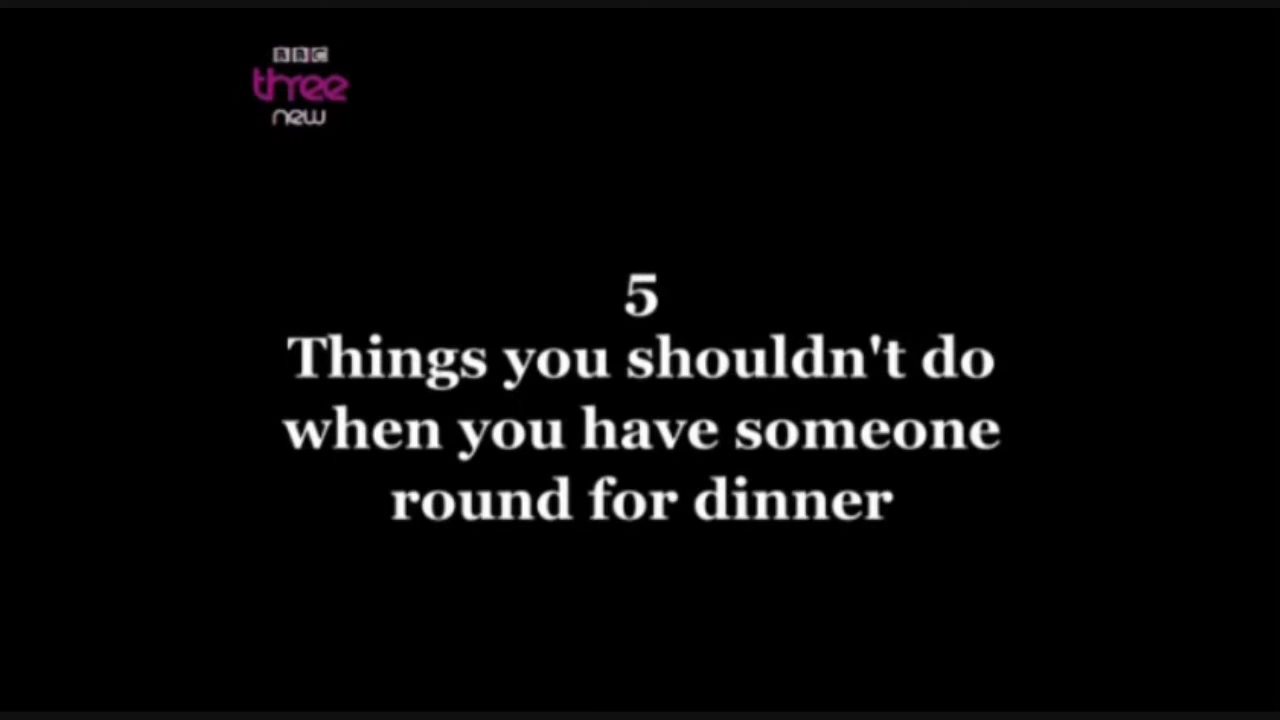 BBC
three
new
5
Things you shouldn't do
when you have someone
round for dinner